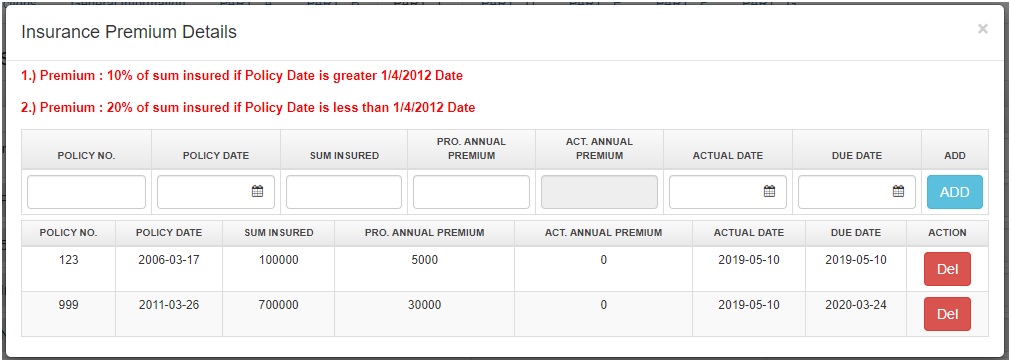 Insurance Premium Details
×
1.) Premium : 10% of sum insured if Policy Date is greater 1/4/2012 Date
2.) Premium : 20% of sum insured if Policy Date is less than 1/4/2012 Date
POLICY NO. POLICY DATE SUM INSURED PRO. ANNUAL PREMIUM ACT. ANNUAL PREMIUM ACTUAL DATE DUE DATE ADD
ADD
POLICY NO. POLICY DATE SUM INSURED PRO. ANNUAL PREMIUM ACT. ANNUAL PREMIUM ACTUAL DATE DUE DATE ACTION
123 2006-03-17 100000 5000 0 2019-05-10 2019-05-10 Del
999 2011-03-26 700000 30000 0 2019-05-10 2020-03-24 Del